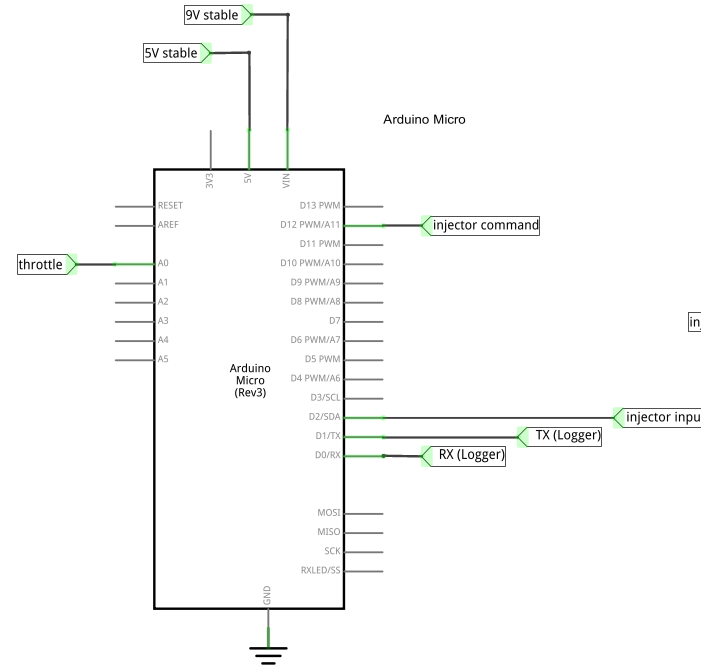 9V stable
5V stable
Arduino Micro
3V3
5V
VIN
RESET
D13 PWM
AREF
D12 PWM/A11
injector command
D11 PWM
throttle
A0
D10 PWM/A10
A1
D9 PWM/A9
A2
D8 PWM/A8
A3
D7
in
A4
D6 PWM/A7
A5
D5 PWM
Arduino
Micro
(Rev3)
D4 PWM/A6
D3/SCL
D2/SDA
injector inpu
D1/TX
TX (Logger)
D0/RX
RX (Logger)
MOSI
MISO
SCK
RXLED/SS
GND